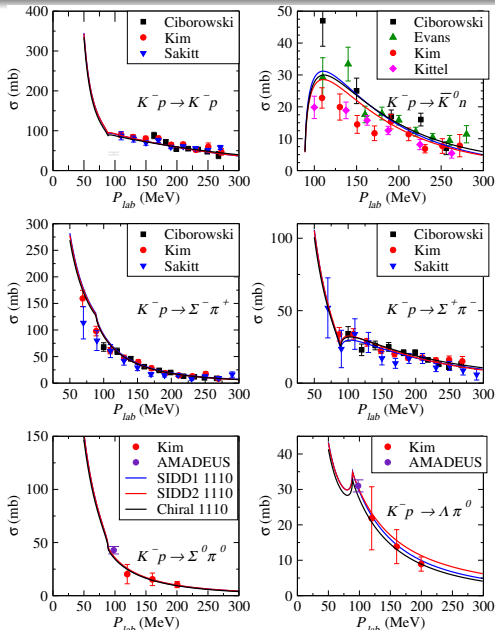 400
300
200
100
0
σ (mb)
Ciborowski
Kim
Sakitt
K⁻p → K⁻p
0 50 100 150 200 250 300
P_lab (MeV)
50
40
30
20
10
0
σ (mb)
Ciborowski
Evans
Kim
Kittel
K⁻p → K̅⁰n
100 150 200 250 300
P_lab (MeV)
300
250
200
150
100
50
0
σ (mb)
Ciborowski
Kim
Sakitt
K⁻p → Σ⁻π⁺
0 50 100 150 200 250 300
P_lab (MeV)
100
50
0
σ (mb)
Ciborowski
Kim
Sakitt
K⁻p → Σ⁺π⁻
50 100 150 200 250 300
P_lab (MeV)
150
100
50
0
σ (mb)
Kim
AMADEUS
SIDD1 1110
SIDD2 1110
Chiral 1110
K⁻p → Σ⁰π⁰
0 50 100 150 200 250 300
P_lab (MeV)
40
30
20
10
0
σ (mb)
Kim
AMADEUS
K⁻p → Λπ⁰
50 100 150 200 250 300
P_lab (MeV)